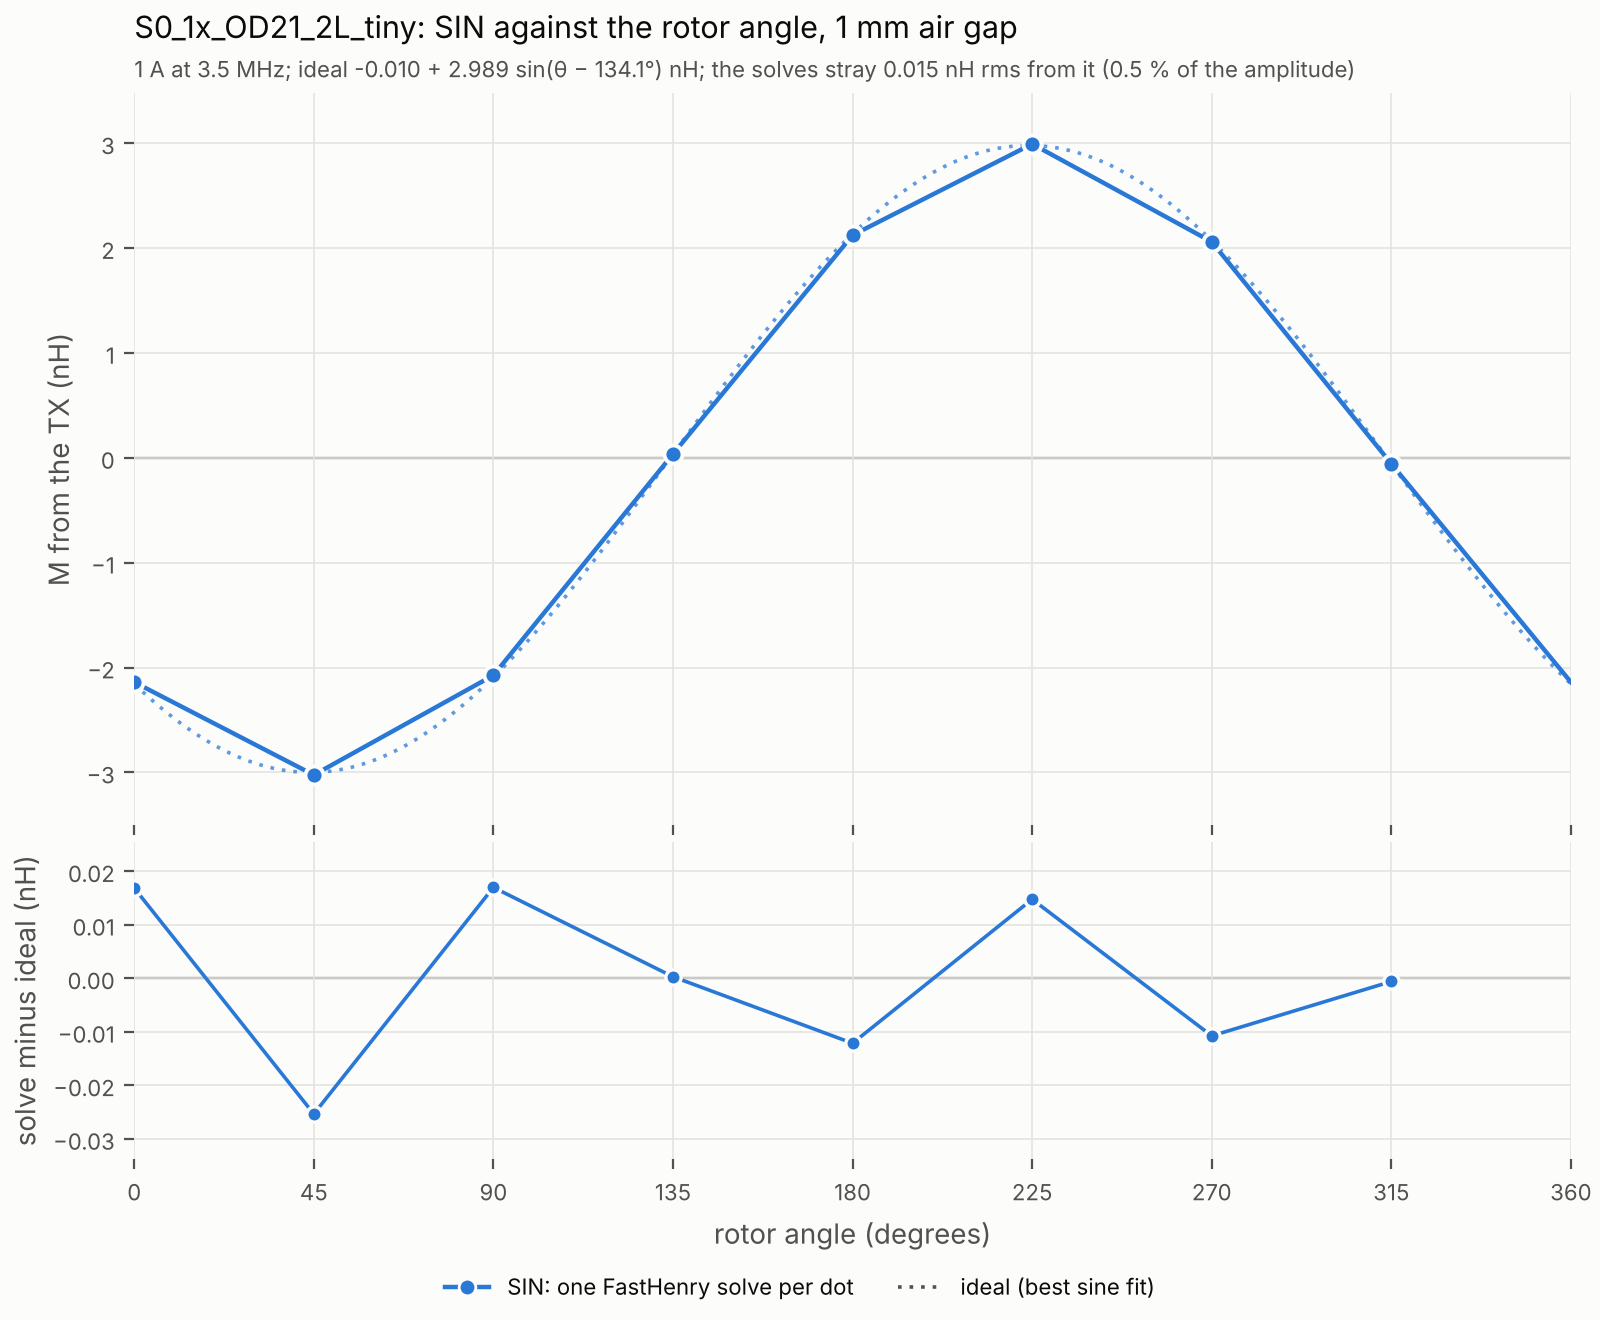 S0_1x_OD21_2L_tiny: SIN against the rotor angle, 1 mm air gap
1 A at 3.5 MHz; ideal -0.010 + 2.989 sin(θ − 134.1°) nH; the solves stray 0.015 nH rms from it (0.5 % of the amplitude)
M from the TX (nH)
3
2
1
0
−1
−2
−3
solve minus ideal (nH)
0.02
0.01
0.00
−0.01
−0.02
−0.03
0 45 90 135 180 225 270 315 360
rotor angle (degrees)
SIN: one FastHenry solve per dot ideal (best sine fit)